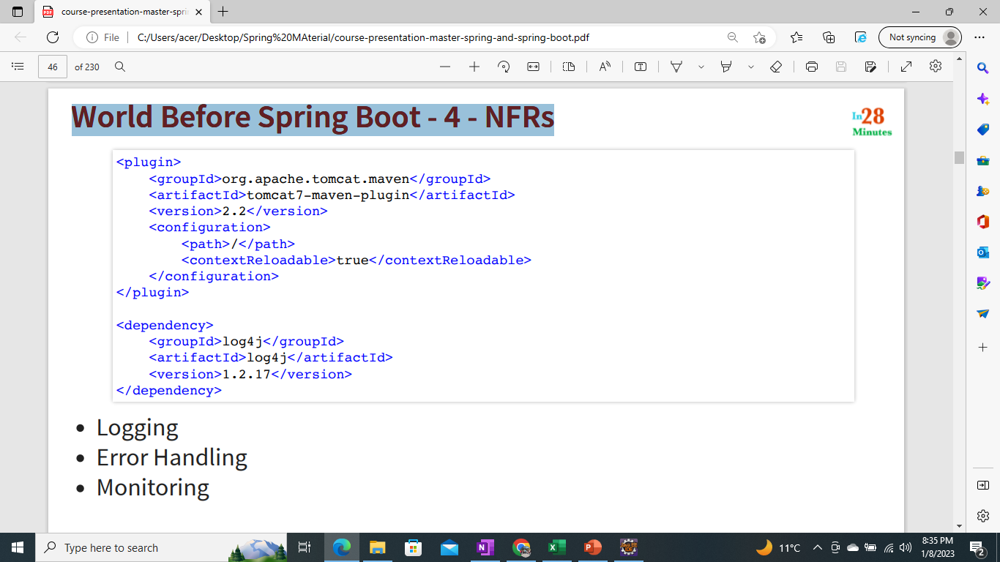 course-presentation-master-spri
File
C:/Users/acer/Desktop/Spring%20MAterial/course-presentation-master-spring-and-spring-boot.pdf
Not syncing
46 of 230
World Before Spring Boot - 4 - NFRs
In28
Minutes
<plugin>
    <groupId>org.apache.tomcat.maven</groupId>
    <artifactId>tomcat7-maven-plugin</artifactId>
    <version>2.2</version>
    <configuration>
        <path>/</path>
        <contextReloadable>true</contextReloadable>
    </configuration>
</plugin>
<dependency>
    <groupId>log4j</groupId>
    <artifactId>log4j</artifactId>
    <version>1.2.17</version>
</dependency>
• Logging
• Error Handling
• Monitoring
Type here to search
11°C
8:35 PM
1/8/2023
2